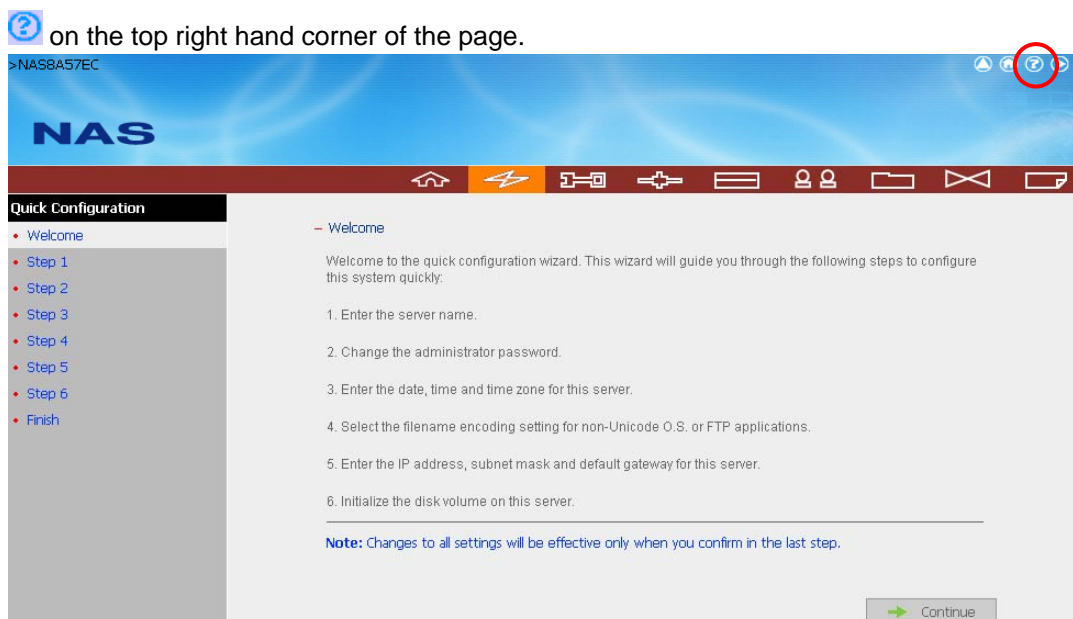 on the top right hand corner of the page.
>NAS8A57EC
NAS
Quick Configuration
Welcome
Step 1
Step 2
Step 3
Step 4
Step 5
Step 6
Finish
– Welcome
Welcome to the quick configuration wizard. This wizard will guide you through the following steps to configure
this system quickly:
1. Enter the server name.
2. Change the administrator password.
3. Enter the date, time and time zone for this server.
4. Select the filename encoding setting for non-Unicode O.S. or FTP applications.
5. Enter the IP address, subnet mask and default gateway for this server.
6. Initialize the disk volume on this server.
Note: Changes to all settings will be effective only when you confirm in the last step.
Continue